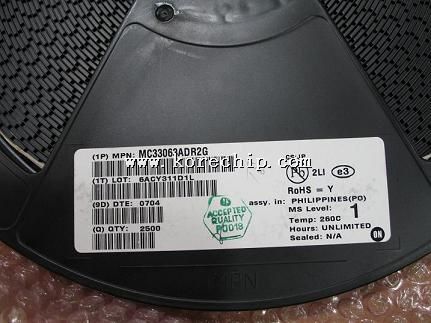 (1P) MPN: MC33063ADR2G
www.korechip.com
(1T) LOT: 6ACY311D1L
Pb 2LI e3
RoHS = Y
(9D) DTE: 0704
assy. in: PHILIPPINES(PO)
MS Level: 1
Temp: 260C
(Q) QTY: 2500
Hours: UNLIMITED
Sealed: N/A
ON
ACCEPTED
QUALITY